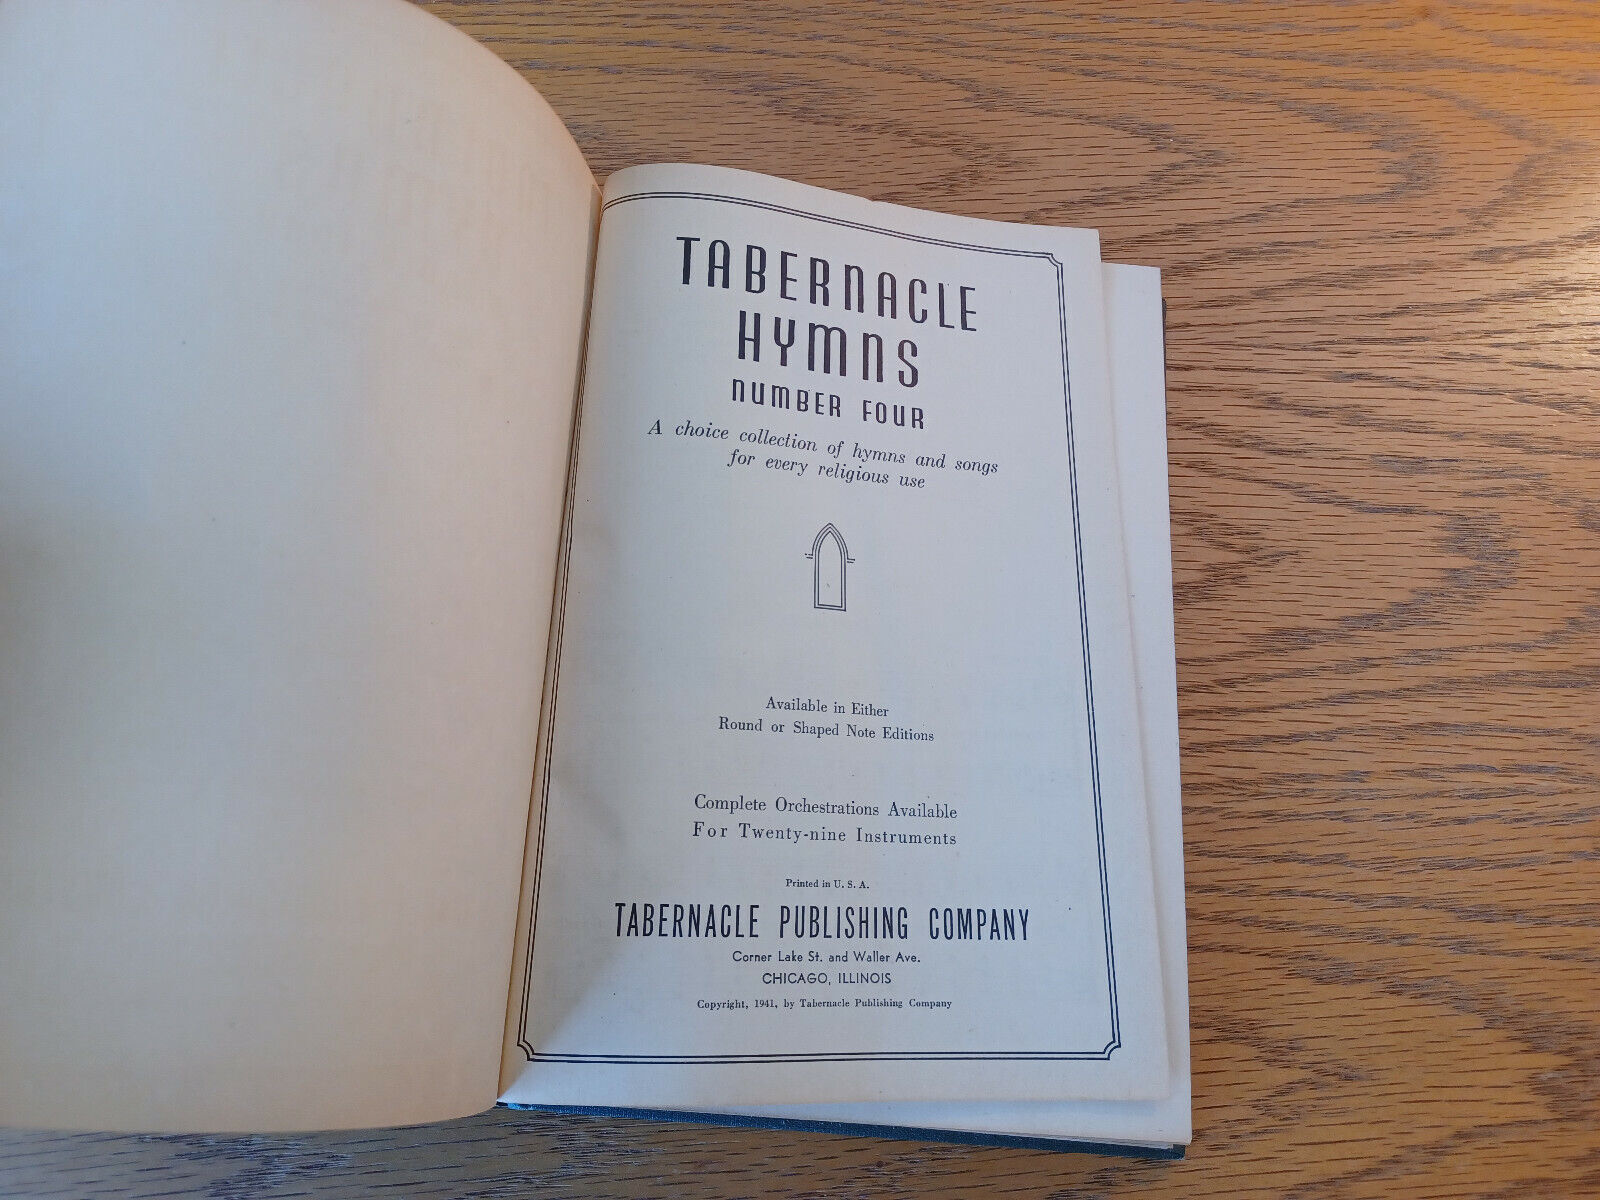 TABERNACLE
HYMNS
NUMBER FOUR
A choice collection of hymns and songs
for every religious use
Available in Either
Round or Shaped Note Editions
Complete Orchestrations Available
For Twenty-nine Instruments
Printed in U. S. A.
TABERNACLE PUBLISHING COMPANY
Corner Lake St. and Waller Ave.
CHICAGO, ILLINOIS
Copyright, 1941, by Tabernacle Publishing Company